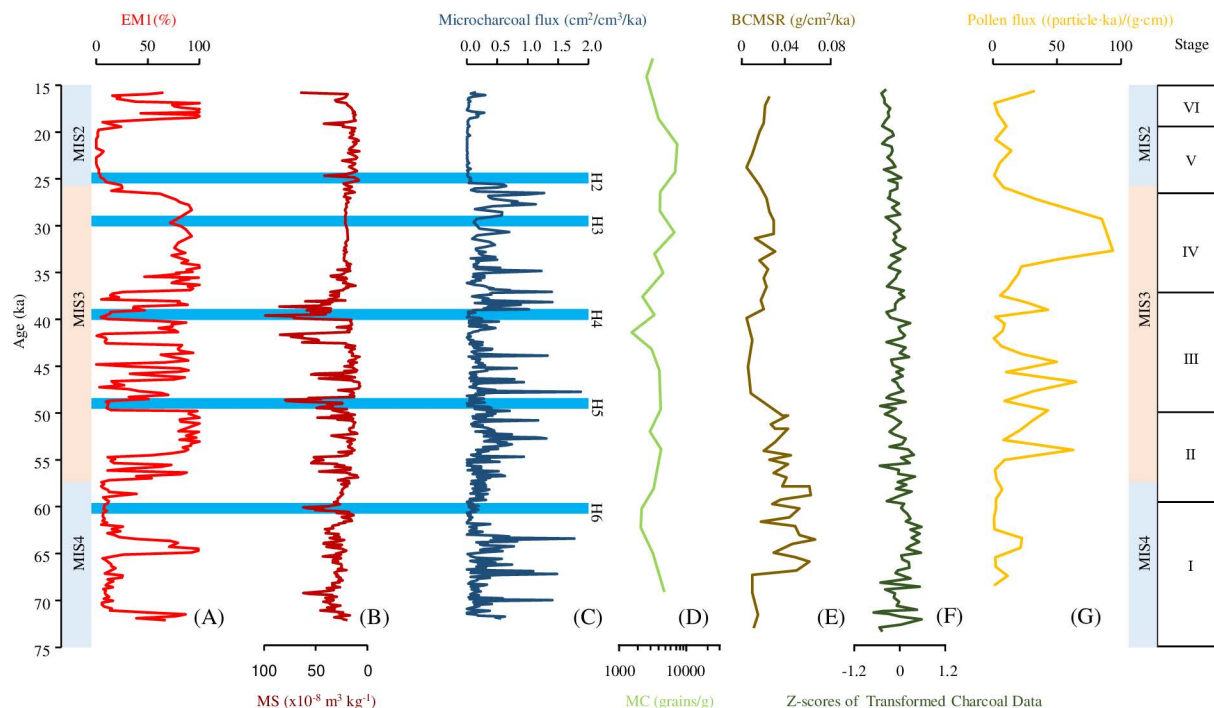 EM1(%)
Microcharcoal flux (cm²/cm³/ka)
BCMSR (g/cm²/ka)
Pollen flux ((particle·ka)/(g·cm))
0 50 100
0.0 0.5 1.0 1.5 2.0
0 0.04 0.08
0 50 100
Stage
15
20
25
30
35
40
45
50
55
60
65
70
75
Age (ka)
MIS2
MIS3
MIS4
H2
H3
H4
H5
H6
MIS2
MIS3
MIS4
VI
V
IV
III
II
I
(A) (B) (C) (D) (E) (F) (G)
100 50 0
1000 10000
-1.2 0 1.2
MS (x10⁻⁸ m³ kg⁻¹)
MC (grains/g)
Z-scores of Transformed Charcoal Data